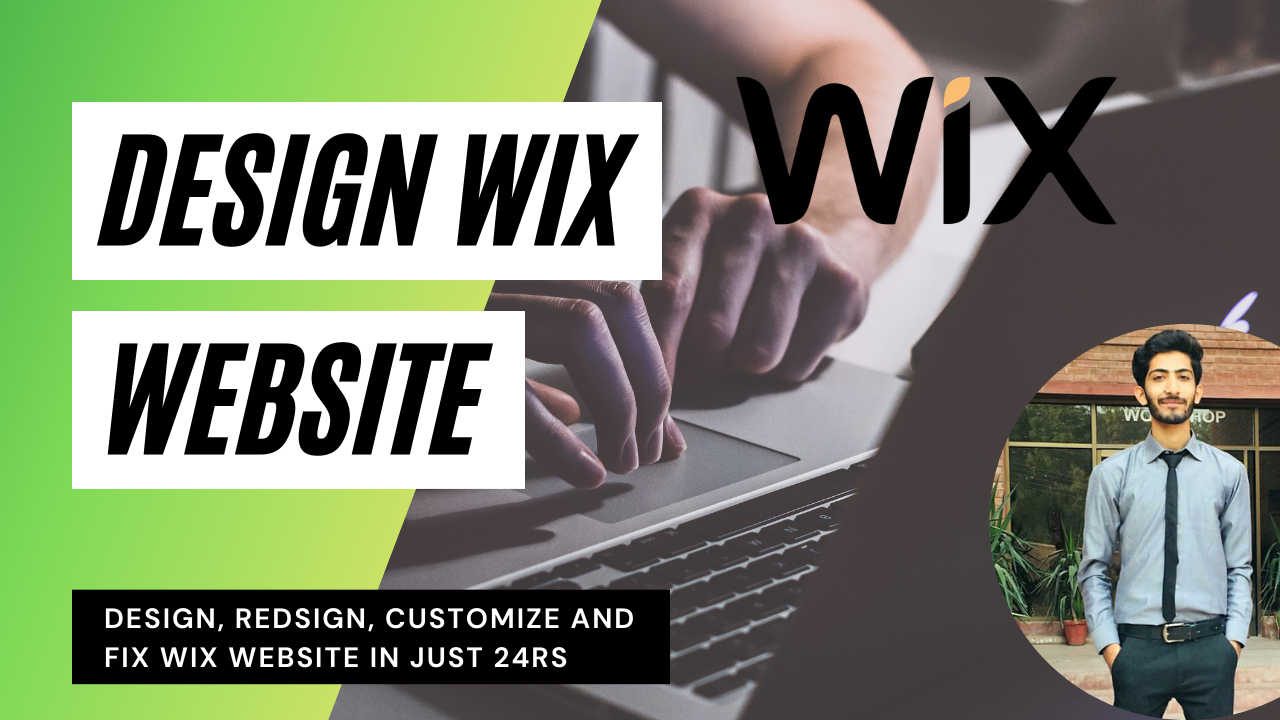 DESIGN WIX
WEBSITE
WiX
DESIGN, REDSIGN, CUSTOMIZE AND
FIX WIX WEBSITE IN JUST 24RS